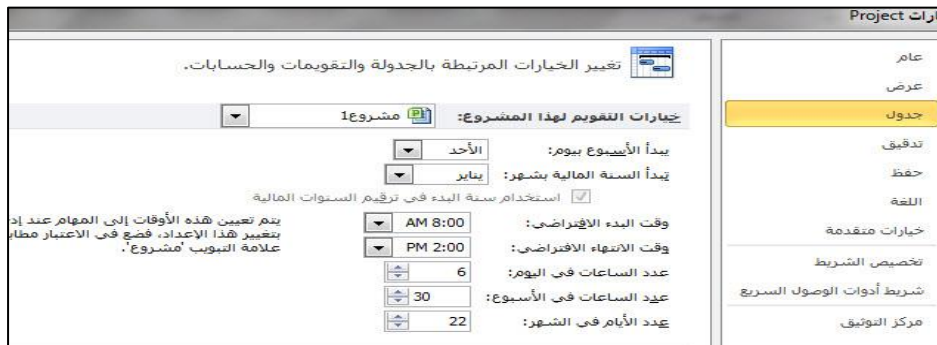 Project
عام
عرض
جدول
تدقيق
حفظ
اللغة
خيارات متقدمة
تخصيص الشريط
شريط أدوات الوصول السريع
مركز التوثيق
تغيير الخيارات المرتبطة بالجدولة والتقويمات والحسابات.
خيارات التقويم لهذا المشروع: مشروع1
يبدأ الأسبوع بيوم: الأحد
تبدأ السنة المالية بشهر: يناير
استخدام سنة البدء في ترقيم السنوات المالية
وقت البدء الافتراضي: 8:00 AM
يتم تعيين هذه الأوقات إلى المهام عند
بتغيير هذا الإعداد، فضع في الاعتبار
علامة التبويب 'مشروع'.
وقت الانتهاء الافتراضي: 2:00 PM
عدد الساعات في اليوم: 6
عدد الساعات في الأسبوع: 30
عدد الأيام في الشهر: 22